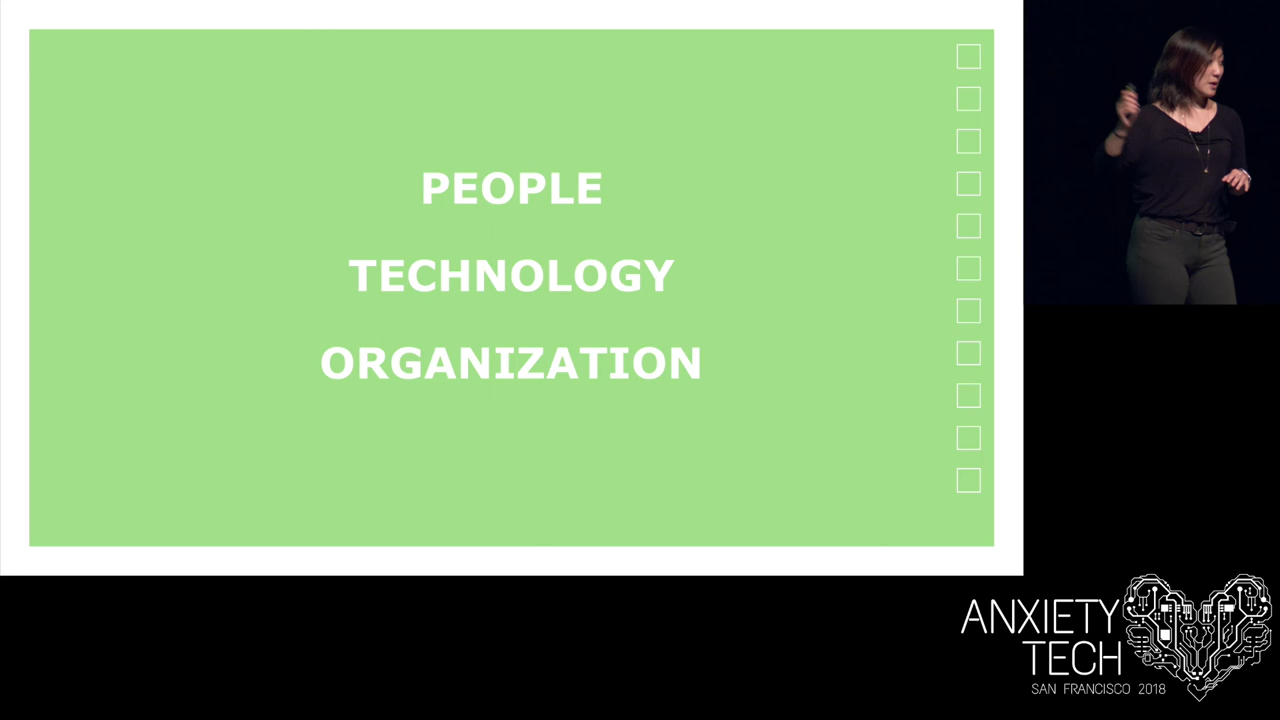 PEOPLE
TECHNOLOGY
ORGANIZATION
ANXIETY
TECH
SAN FRANCISCO 2018